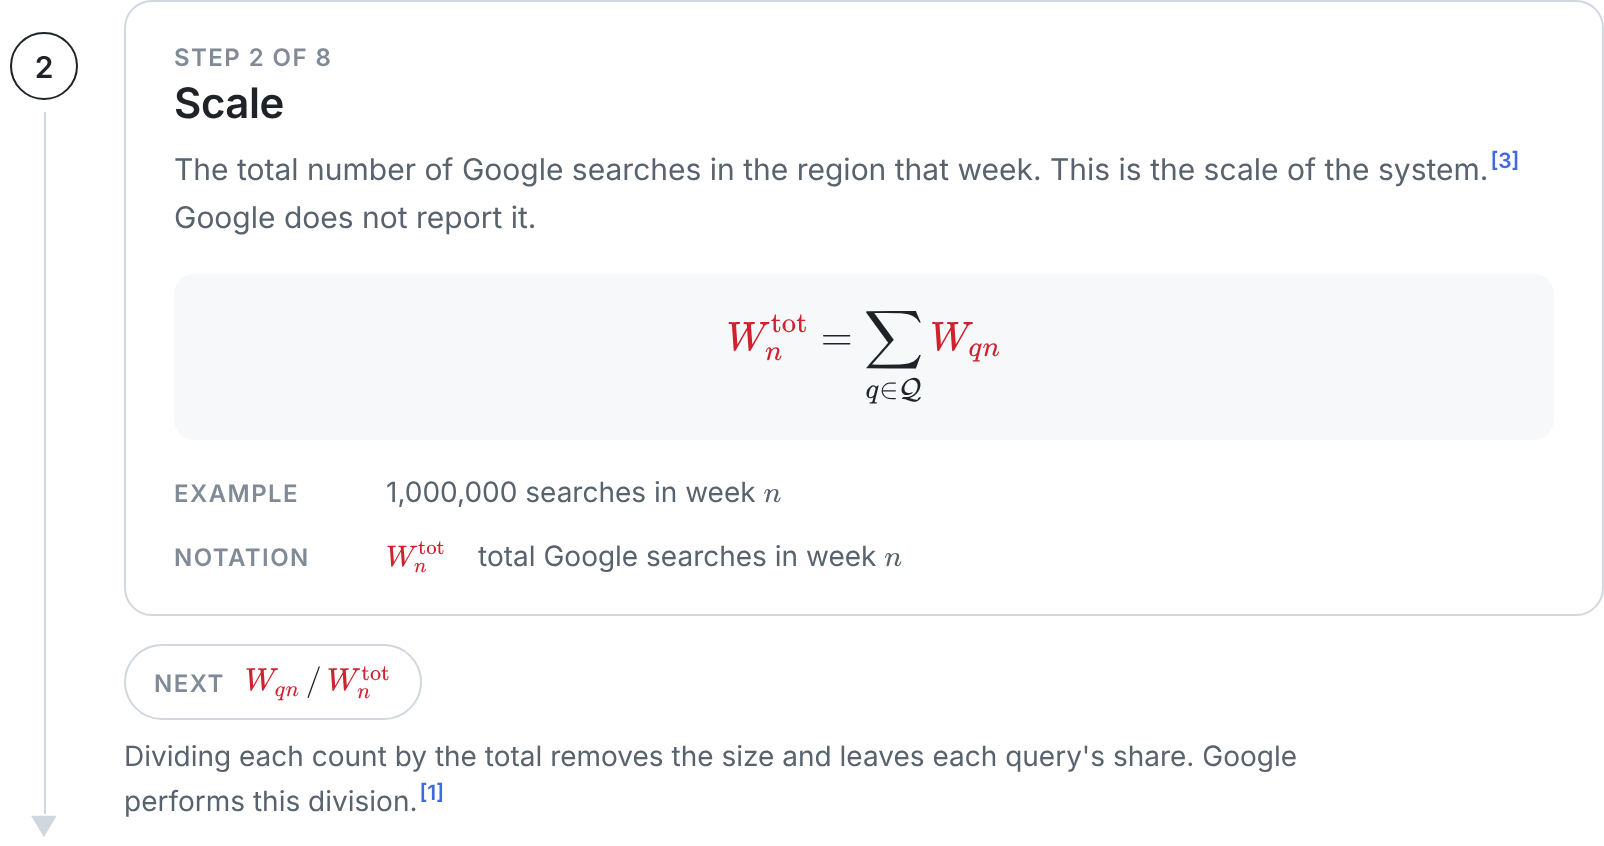 2
STEP 2 OF 8
Scale
The total number of Google searches in the region that week. This is the scale of the system.[3]
Google does not report it.
W_n^tot = ∑_{q∈𝒬} W_qn
EXAMPLE 1,000,000 searches in week n
NOTATION W_n^tot total Google searches in week n
NEXT W_qn / W_n^tot
Dividing each count by the total removes the size and leaves each query's share. Google
performs this division.[1]